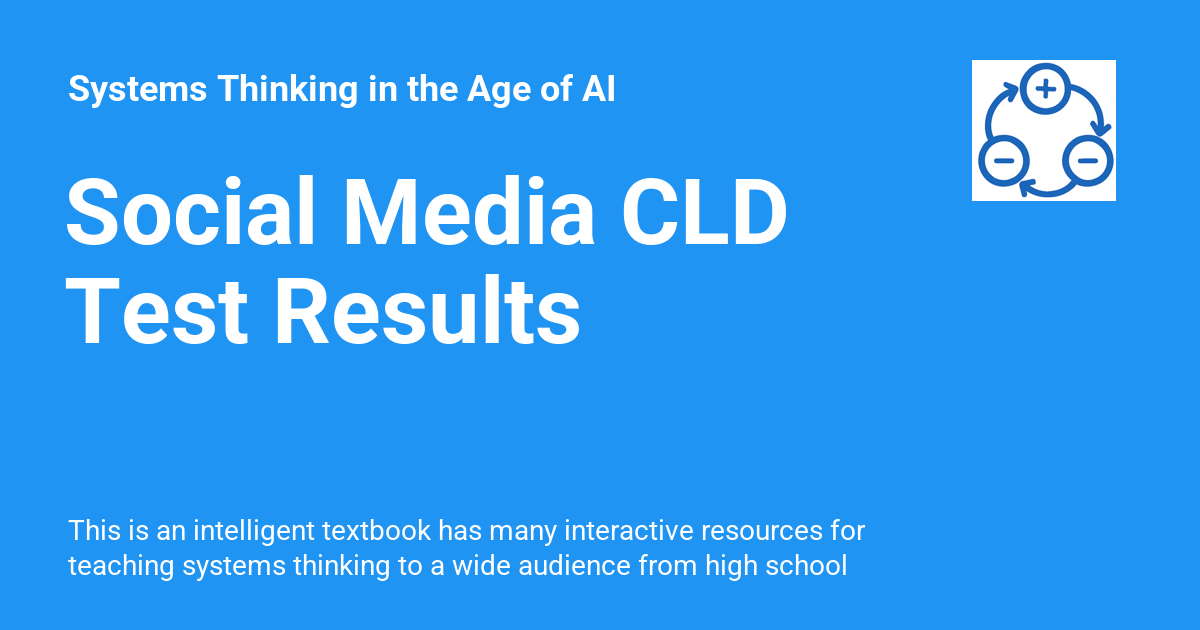 Systems Thinking in the Age of AI
Social Media CLD
Test Results
This is an intelligent textbook has many interactive resources for
teaching systems thinking to a wide audience from high school